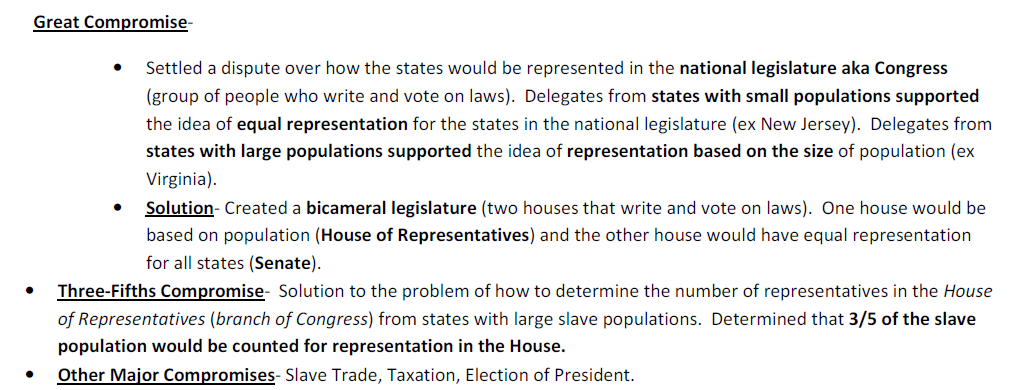 Great Compromise-
• Settled a dispute over how the states would be represented in the national legislature aka Congress
(group of people who write and vote on laws). Delegates from states with small populations supported
the idea of equal representation for the states in the national legislature (ex New Jersey). Delegates from
states with large populations supported the idea of representation based on the size of population (ex
Virginia).
• Solution- Created a bicameral legislature (two houses that write and vote on laws). One house would be
based on population (House of Representatives) and the other house would have equal representation
for all states (Senate).
• Three-Fifths Compromise- Solution to the problem of how to determine the number of representatives in the House
of Representatives (branch of Congress) from states with large slave populations. Determined that 3/5 of the slave
population would be counted for representation in the House.
• Other Major Compromises- Slave Trade, Taxation, Election of President.